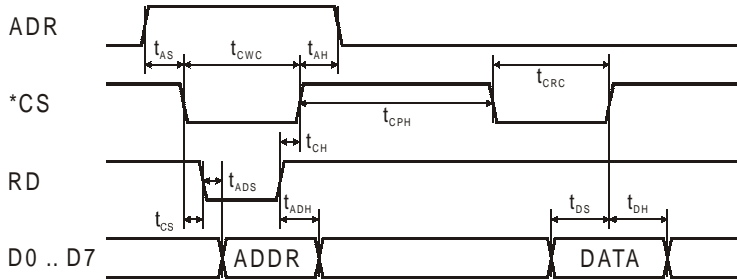 ADR
tAS tCWC tAH
*CS
tCRC
tCPH
tCH
RD
tADS
tCS tADH tDS tDH
D0 .. D7 ADDR DATA